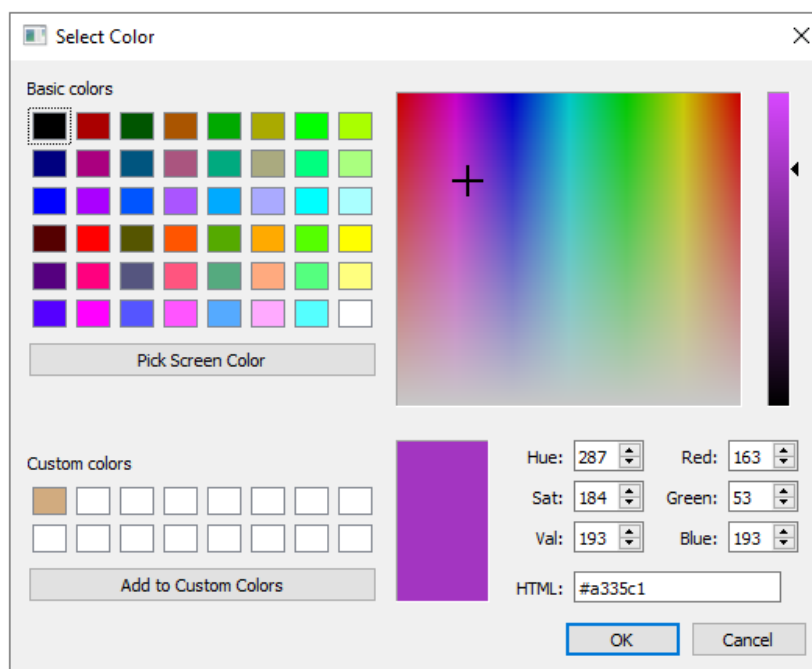 Select Color
Basic colors
Pick Screen Color
Custom colors
Add to Custom Colors
Hue: 287 Red: 163
Sat: 184 Green: 53
Val: 193 Blue: 193
HTML: #a335c1
OK Cancel